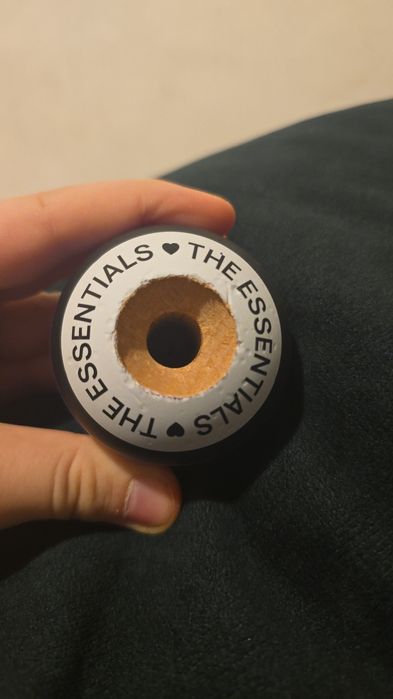 THE ESSENTIALS ♥ THE ESSENTIALS ♥